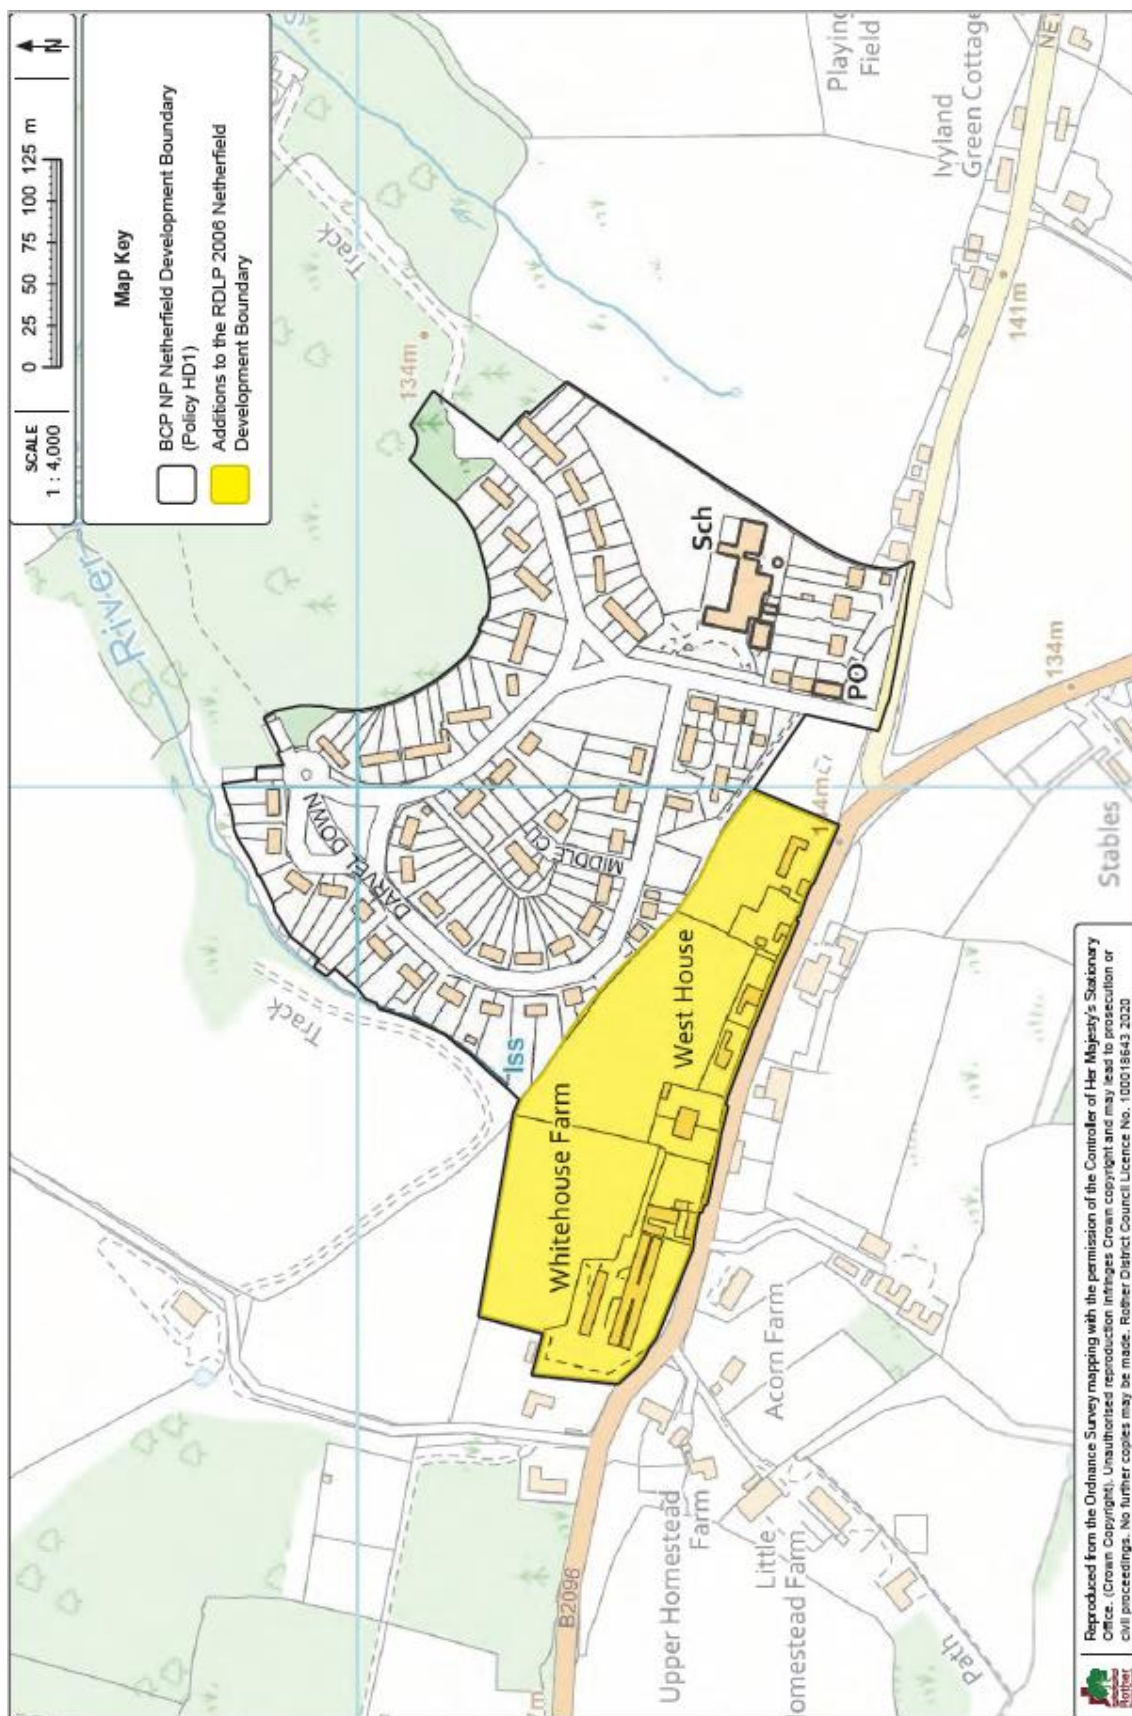 N
SCALE
1 : 4,000
0 25 50 75 100 125 m
Map Key
BCP NP Netherfield Development Boundary
(Policy HD1)
Additions to the RDLP 2006 Netherfield
Development Boundary
River
Track
134m
Playing
Field
Ivyland
Green Cottage
141m
Sch
PO
134m
DARVEL DOWN
MIDDLE
Track
Iss
West House
Whitehouse Farm
Stables
Acorn Farm
Upper Homestead
Farm
Little
Homestead Farm
Path
B2096
Reproduced from the Ordnance Survey mapping with the permission of the Controller of Her Majesty's Stationary
Office. (Crown Copyright). Unauthorised reproduction infringes Crown copyright and may lead to prosecution or
civil proceedings. No further copies may be made. Rother District Council Licence No. 100018643 2020
Rother